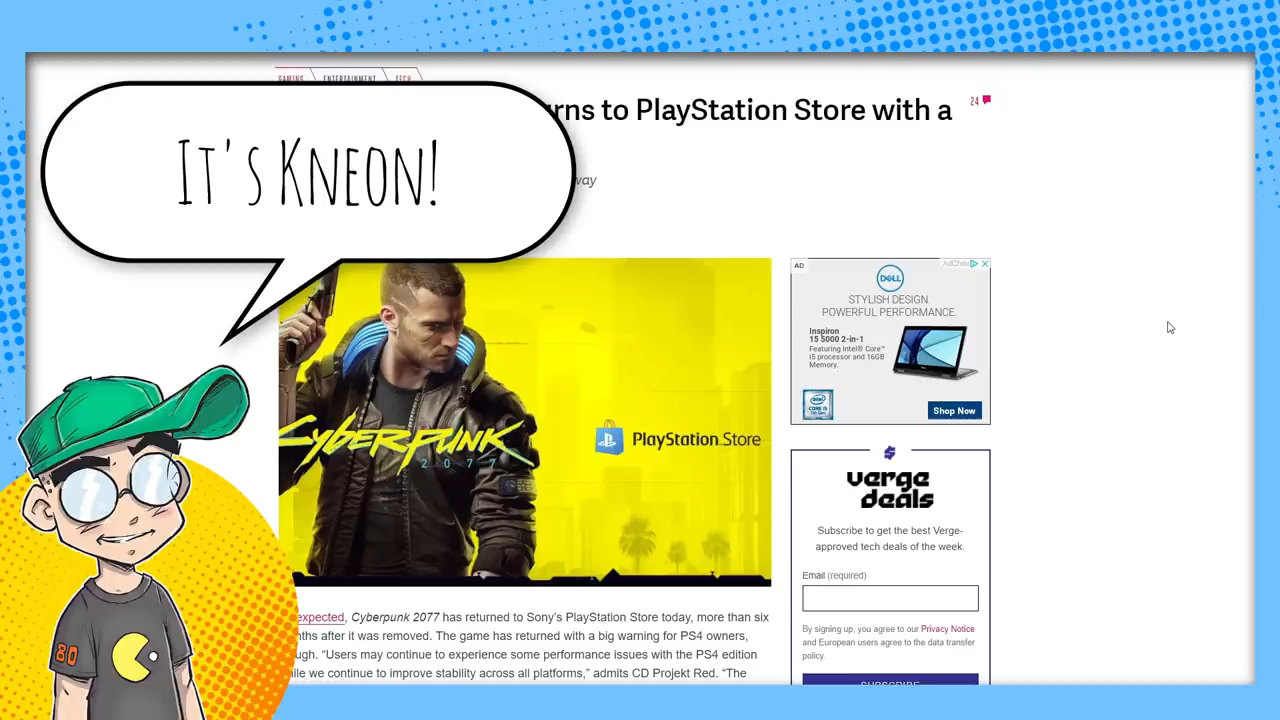 GAMING ENTERTAINMENT TECH
rns to PlayStation Store with a
24
It's Kneon!
way
CYBERPUNK
2077
PlayStation Store
AD
AdChoices
DELL
STYLISH DESIGN.
POWERFUL PERFORMANCE.
Inspiron
15 5000 2-in-1
Featuring Intel® Core™
i5 processor and 16GB
Memory.
Shop Now
verge
deals
Subscribe to get the best Verge-
approved tech deals of the week.
Email (required)
By signing up, you agree to our Privacy Notice
and European users agree to the data transfer
policy.
SUBSCRIBE
expected, Cyberpunk 2077 has returned to Sony's PlayStation Store today, more than six
nths after it was removed. The game has returned with a big warning for PS4 owners,
ugh. “Users may continue to experience some performance issues with the PS4 edition
ile we continue to improve stability across all platforms,” admits CD Projekt Red. “The
80